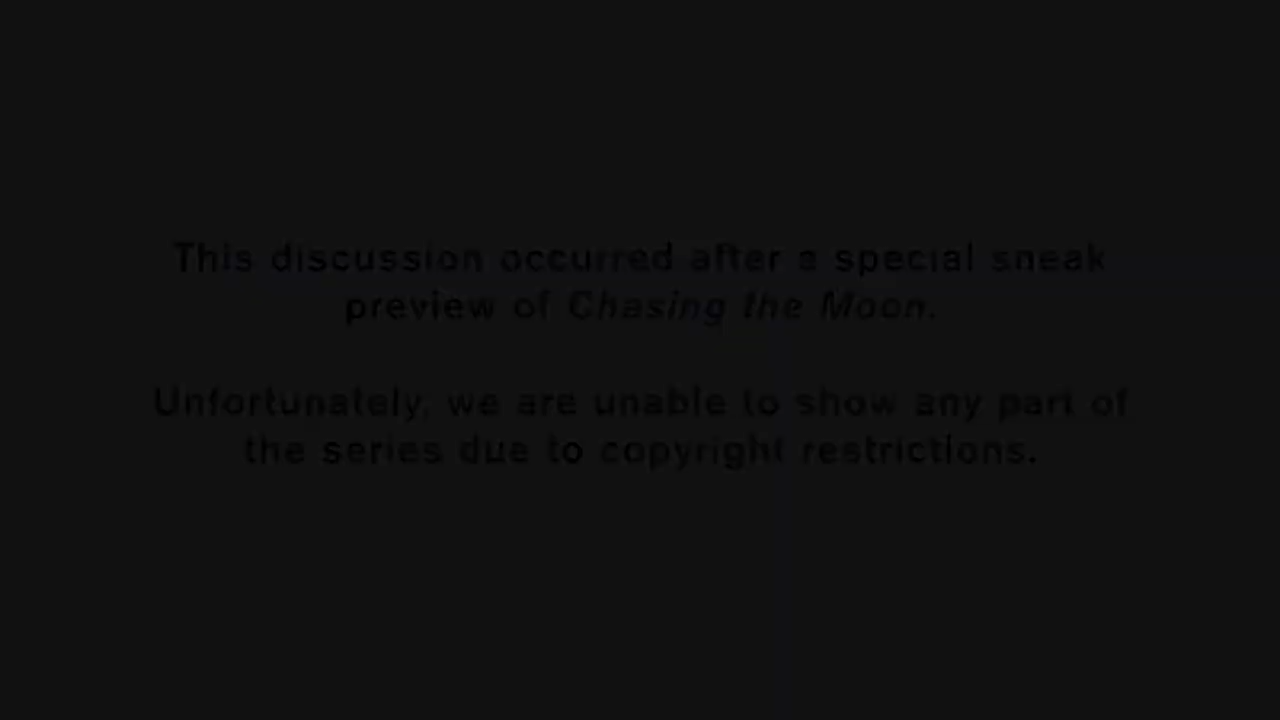 This discussion occurred after a special sneak
preview of Chasing the Moon.
Unfortunately, we are unable to show any part of
the series due to copyright restrictions.